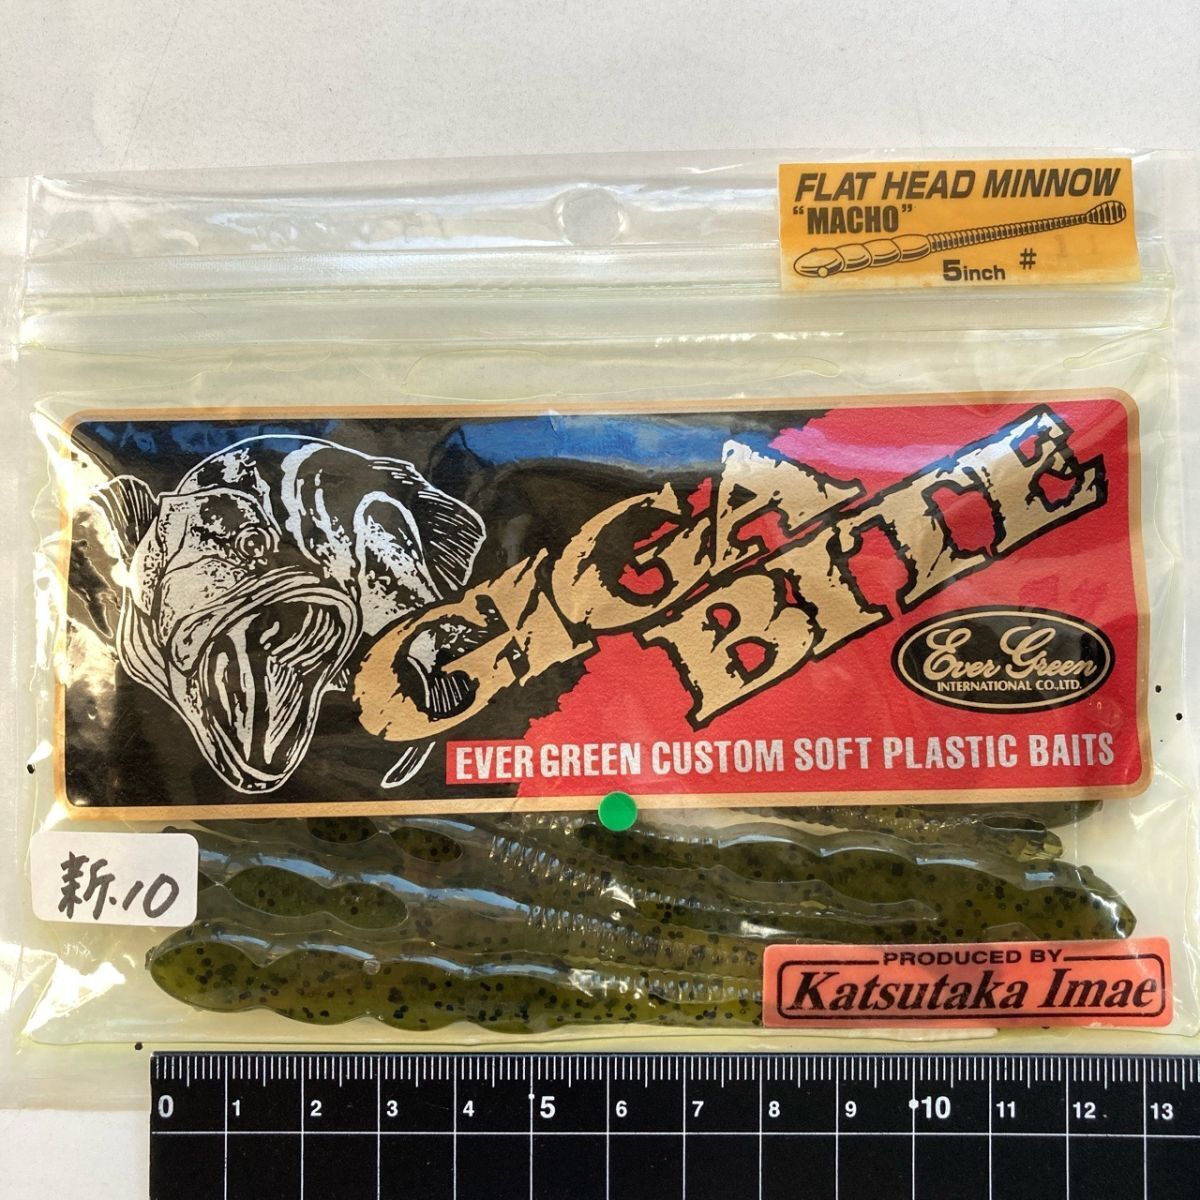 FLAT HEAD MINNOW
"MACHO"
5inch #
GIGA
BITE
Ever Green
INTERNATIONAL CO.,LTD.
EVER GREEN CUSTOM SOFT PLASTIC BAITS
新.10
PRODUCED BY
Katsutaka Imae
0 1 2 3 4 5 6 7 8 9 10 11 12 13